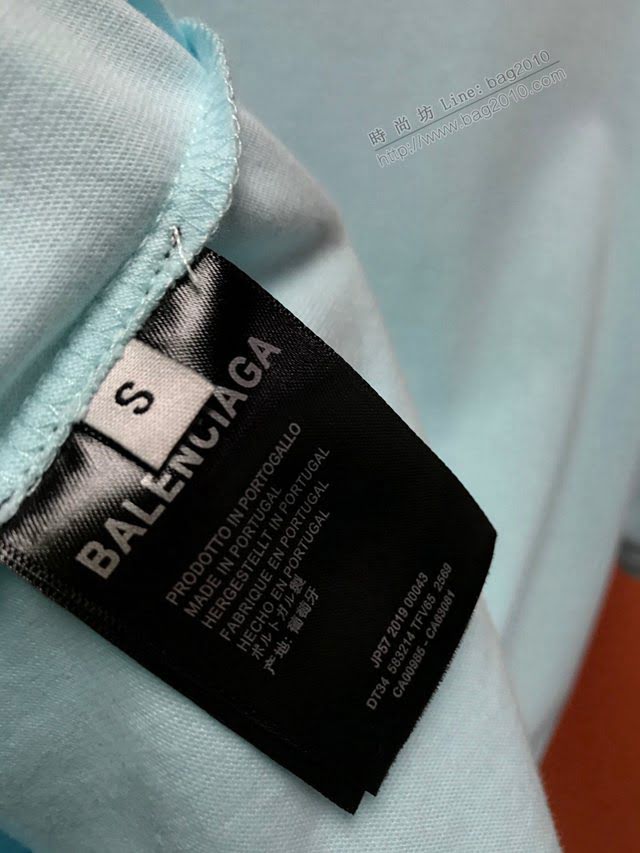 時尚坊 Line: bag2010
http://www.bag2010.com
S
BALENCIAGA
PRODOTTO IN PORTOGALLO
MADE IN PORTUGAL
HERGESTELLT IN PORTUGAL
FABRIQUE EN PORTUGAL
HECHO EN PORTUGAL
ポルトガル製
产地: 葡萄牙
JP57 2019 00043
DT34 583214 TFV65 2569
CA00985 - CA63061